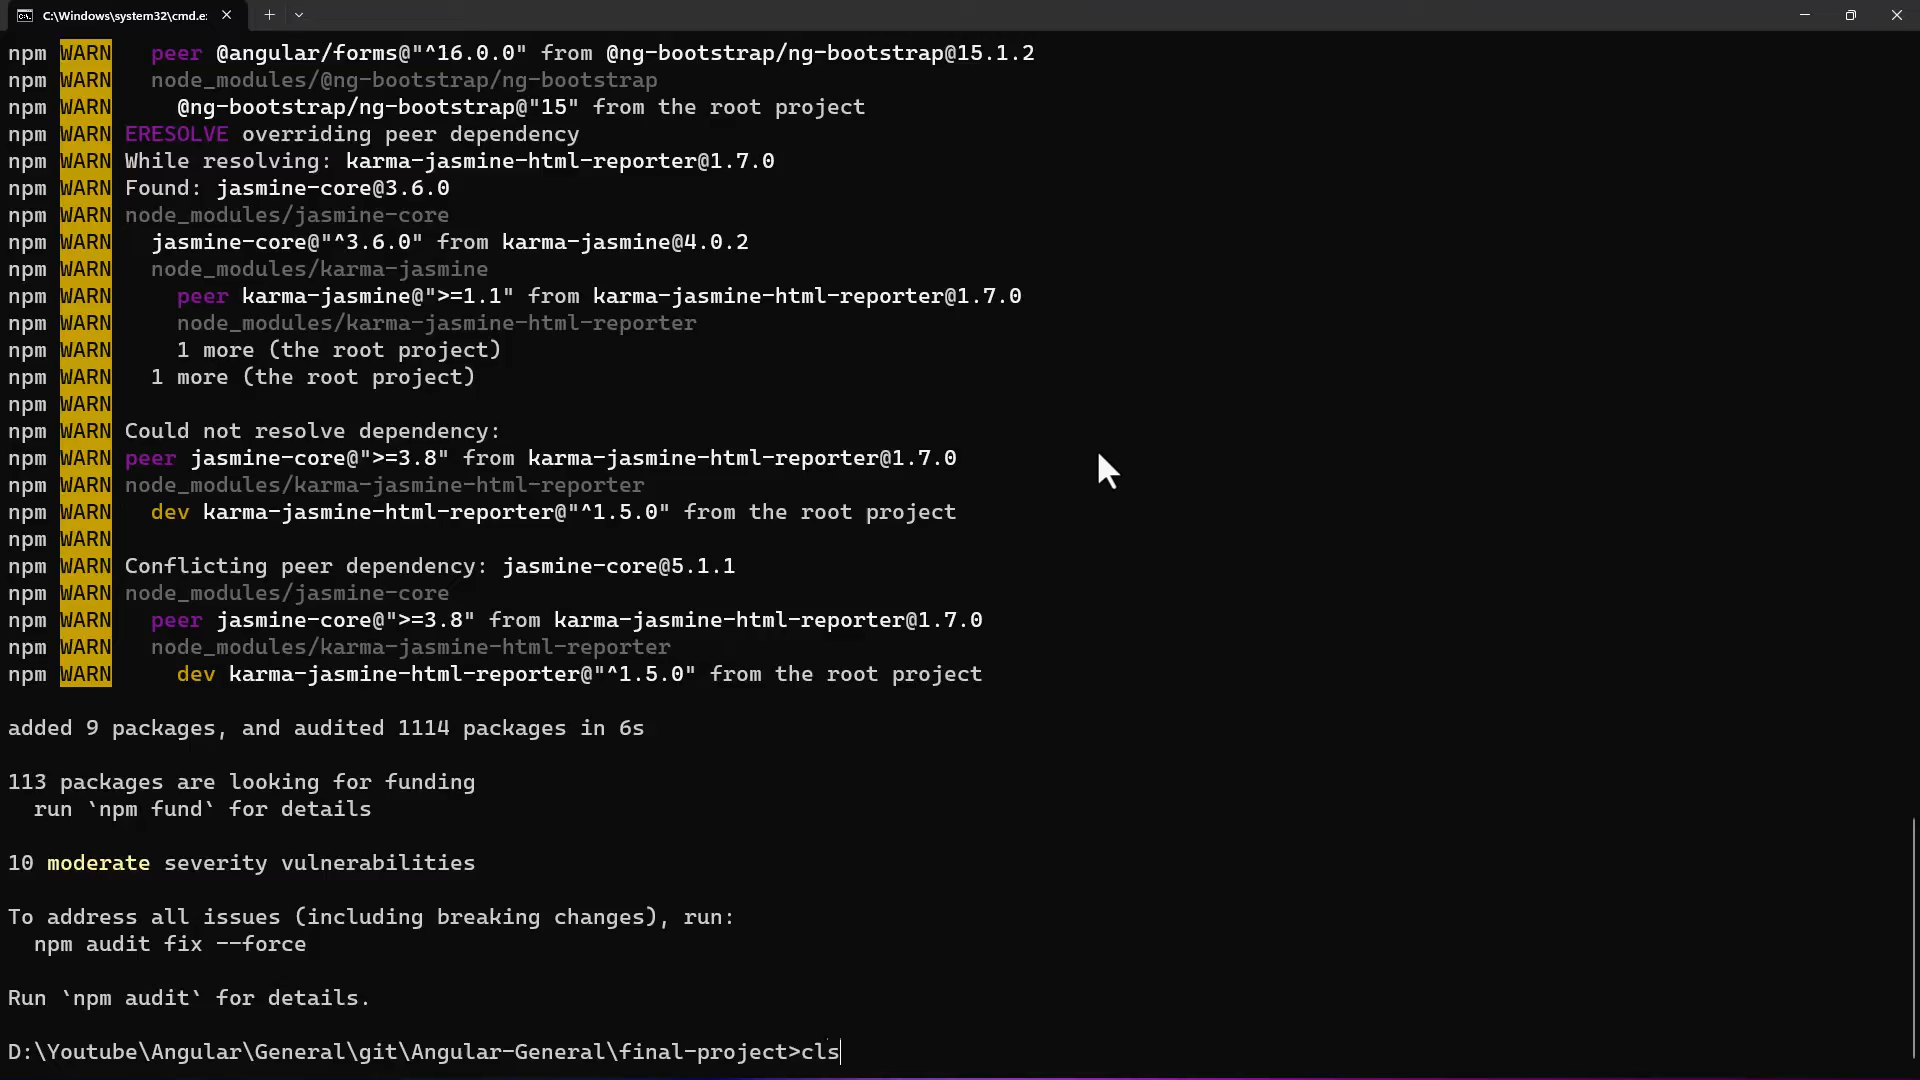 C:\Windows\system32\cmd.e:
npm WARN   peer @angular/forms@"^16.0.0" from @ng-bootstrap/ng-bootstrap@15.1.2
npm WARN   node_modules/@ng-bootstrap/ng-bootstrap
npm WARN     @ng-bootstrap/ng-bootstrap@"15" from the root project
npm WARN ERESOLVE overriding peer dependency
npm WARN While resolving: karma-jasmine-html-reporter@1.7.0
npm WARN Found: jasmine-core@3.6.0
npm WARN node_modules/jasmine-core
npm WARN   jasmine-core@"^3.6.0" from karma-jasmine@4.0.2
npm WARN   node_modules/karma-jasmine
npm WARN     peer karma-jasmine@">=1.1" from karma-jasmine-html-reporter@1.7.0
npm WARN     node_modules/karma-jasmine-html-reporter
npm WARN     1 more (the root project)
npm WARN   1 more (the root project)
npm WARN
npm WARN Could not resolve dependency:
npm WARN peer jasmine-core@">=3.8" from karma-jasmine-html-reporter@1.7.0
npm WARN node_modules/karma-jasmine-html-reporter
npm WARN   dev karma-jasmine-html-reporter@"^1.5.0" from the root project
npm WARN
npm WARN Conflicting peer dependency: jasmine-core@5.1.1
npm WARN node_modules/jasmine-core
npm WARN   peer jasmine-core@">=3.8" from karma-jasmine-html-reporter@1.7.0
npm WARN   node_modules/karma-jasmine-html-reporter
npm WARN     dev karma-jasmine-html-reporter@"^1.5.0" from the root project
added 9 packages, and audited 1114 packages in 6s
113 packages are looking for funding
  run `npm fund` for details
10 moderate severity vulnerabilities
To address all issues (including breaking changes), run:
  npm audit fix --force
Run `npm audit` for details.
D:\Youtube\Angular\General\git\Angular-General\final-project>cls